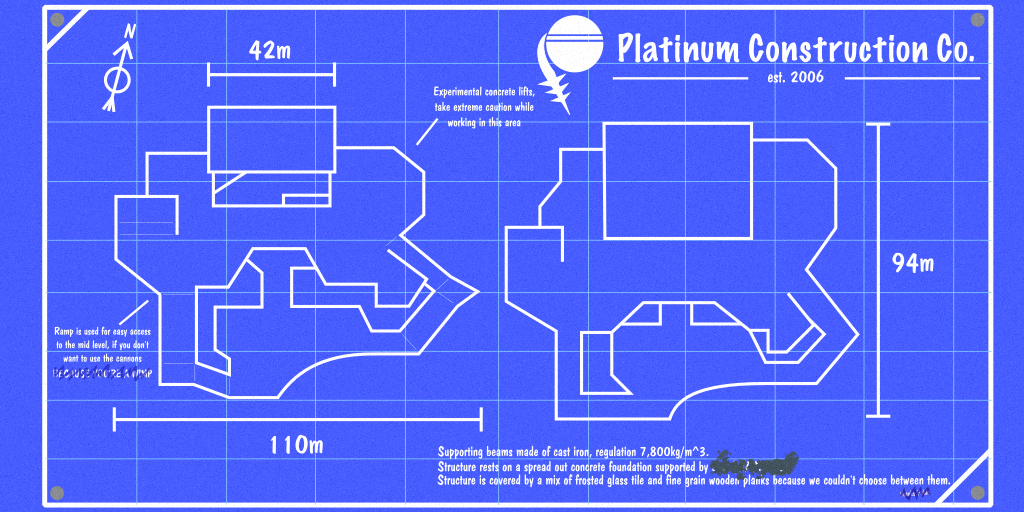 N
42m
Platinum Construction Co.
est. 2006
Experimental concrete lifts,
take extreme caution while
working in this area
94m
Ramp is used for easy access
to the mid level, if you don't
want to use the cannons
110m
Supporting beams made of cast iron, regulation 7,800kg/m^3.
Structure rests on a spread out concrete foundation supported by
Structure is covered by a mix of frosted glass tile and fine grain wooden planks because we couldn't choose between them.